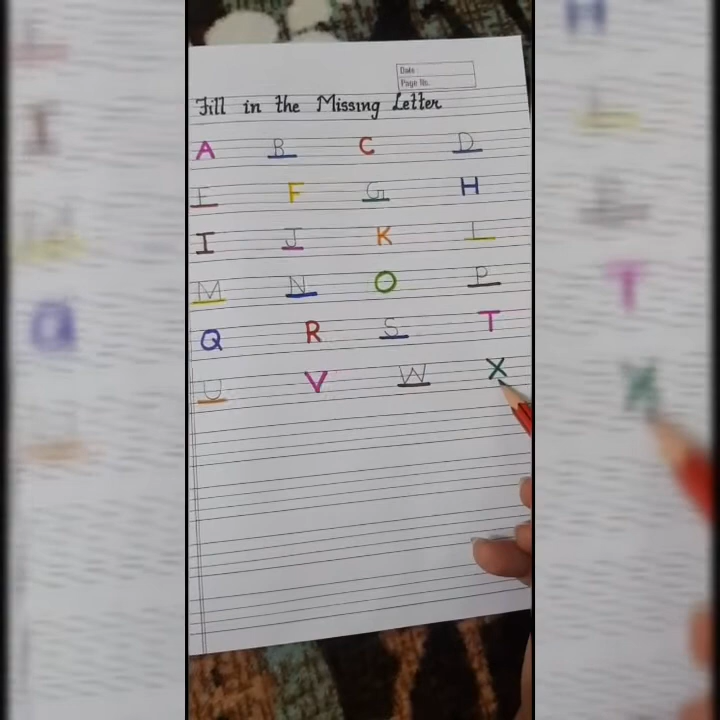 Date
Page No.
Fill in the Missing Letter
A B C D
E F G H
I J K L
M N O P
Q R S T
U V W X